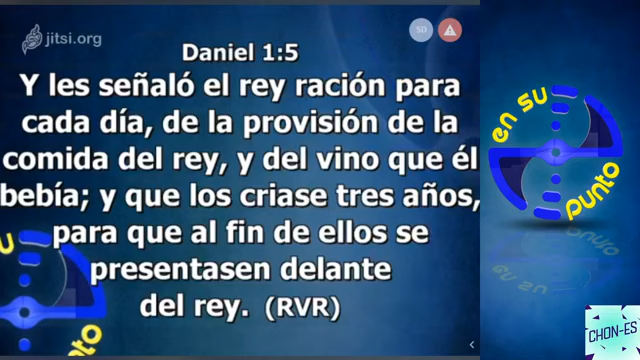 jitsi.org
SD
Daniel 1:5
Y les señaló el rey ración para
cada día, de la provisión de la
comida del rey, y del vino que él
bebía; y que los criase tres años,
para que al fin de ellos se
presentasen delante
del rey. (RVR)
en su
punto
CHON-ES